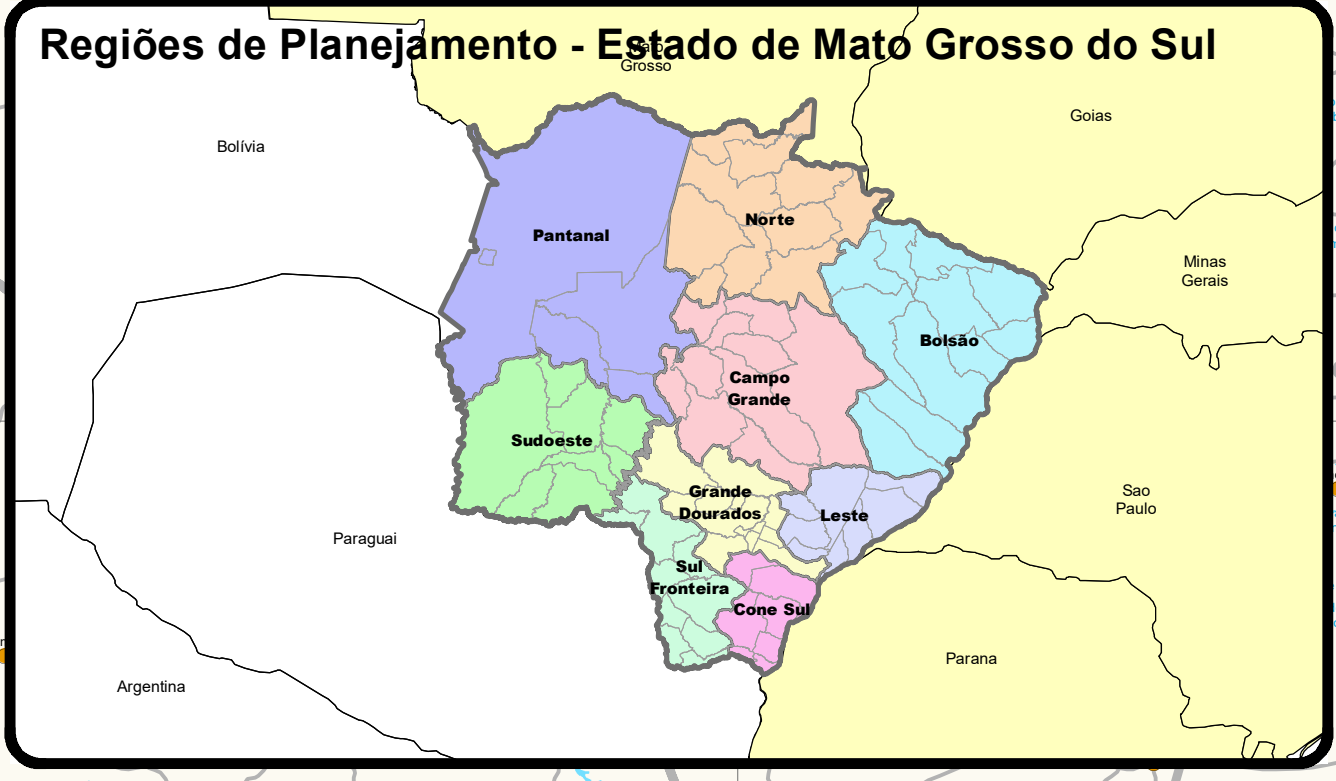 Regiões de Planejamento - Estado de Mato Grosso do Sul
Mato
Grosso
Goias
Bolívia
Norte
Pantanal
Minas
Gerais
Bolsão
Campo
Grande
Sudoeste
Grande
Dourados
Leste
Sao
Paulo
Paraguai
Sul
Fronteira
Cone Sul
Parana
Argentina